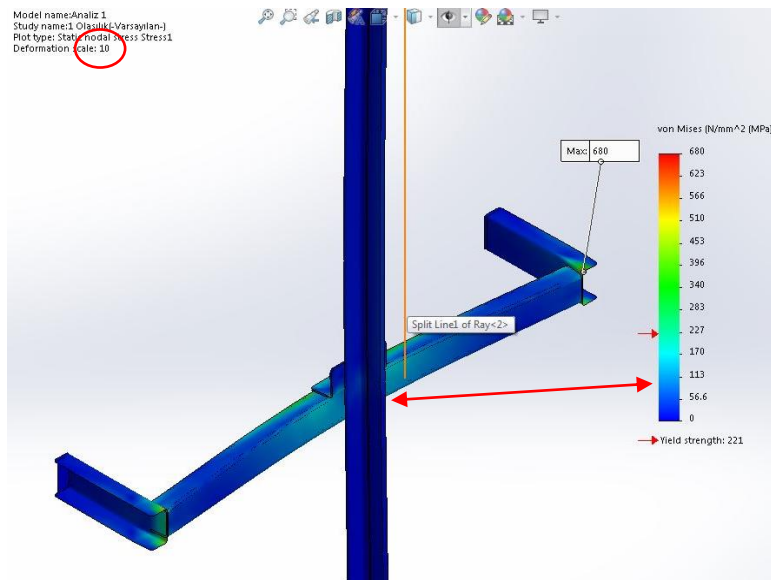 Model name:Analiz 1
Study name:1 Olasılık(-Varsayılan-)
Plot type: Static nodal stress Stress1
Deformation scale: 10
von Mises (N/mm^2 (MPa)
Max: 680
680
623
566
510
453
396
340
283
227
170
113
56.6
0
Split Line1 of Ray<2>
Yield strength: 221